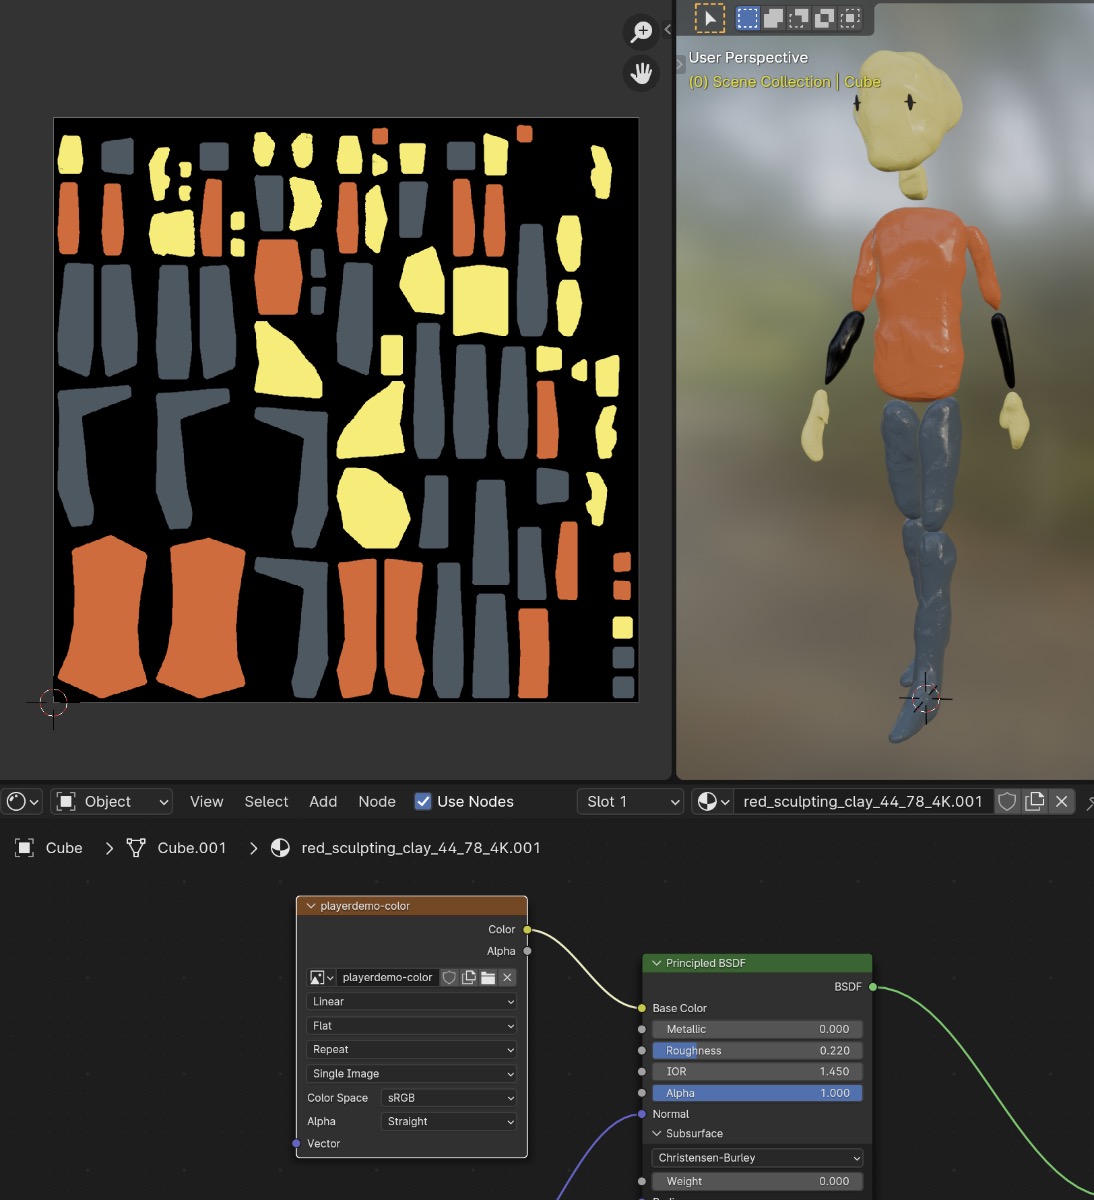 User Perspective
(0) Scene Collection | Cube
Object
View
Select
Add
Node
Use Nodes
Slot 1
red_sculpting_clay_44_78_4K.001
Cube
Cube.001
red_sculpting_clay_44_78_4K.001
playerdemo-color
Color
Alpha
playerdemo-color
Linear
Flat
Repeat
Single Image
Color Space sRGB
Alpha Straight
Vector
Principled BSDF
BSDF
Base Color
Metallic 0.000
Roughness 0.220
IOR 1.450
Alpha 1.000
Normal
Subsurface
Christensen-Burley
Weight 0.000